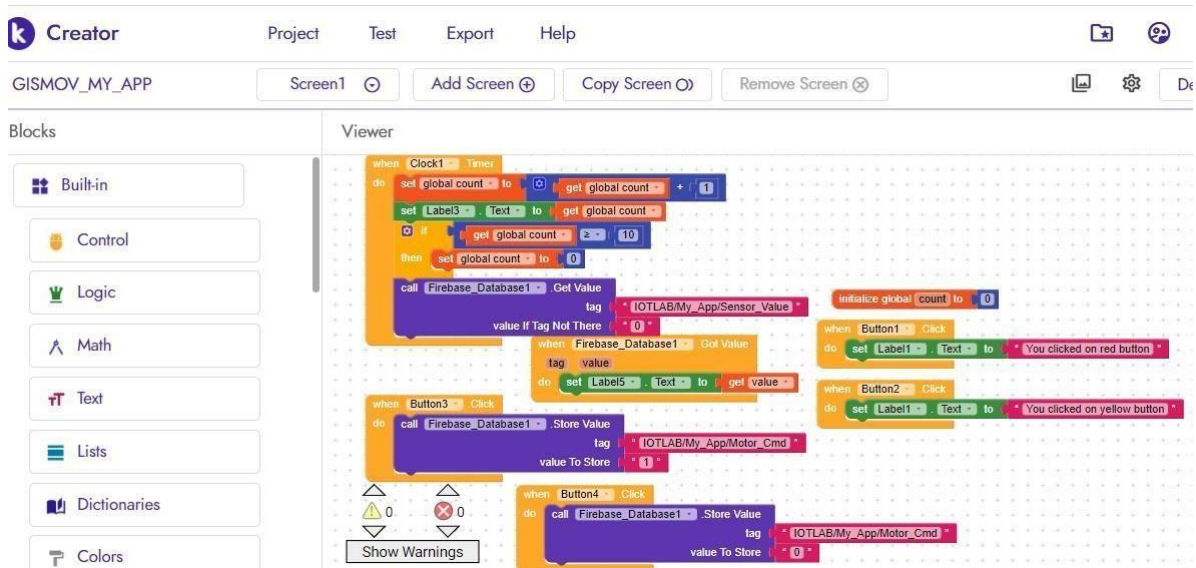 k Creator Project Test Export Help
GISMOV_MY_APP Screen1 Add Screen Copy Screen Remove Screen De
Blocks Viewer
Built-in
Control
Logic
Math
Text
Lists
Dictionaries
Colors
when Clock1 .Timer
do set global count to get global count + 1
set Label3 . Text to get global count
if get global count ≥ 10
then set global count to 0
call Firebase_Database1 .Get Value
tag " IOTLAB/My_App/Sensor_Value "
value If Tag Not There " 0 "
when Firebase_Database1 .Got Value
tag value
do set Label5 . Text to get value
initialize global count to 0
when Button1 .Click
do set Label1 . Text to " You clicked on red button "
when Button2 .Click
do set Label1 . Text to " You clicked on yellow button "
when Button3 .Click
do call Firebase_Database1 .Store Value
tag " IOTLAB/My_App/Motor_Cmd "
value To Store " 1 "
when Button4 .Click
do call Firebase_Database1 .Store Value
tag " IOTLAB/My_App/Motor_Cmd "
value To Store " 0 "
0 0
Show Warnings